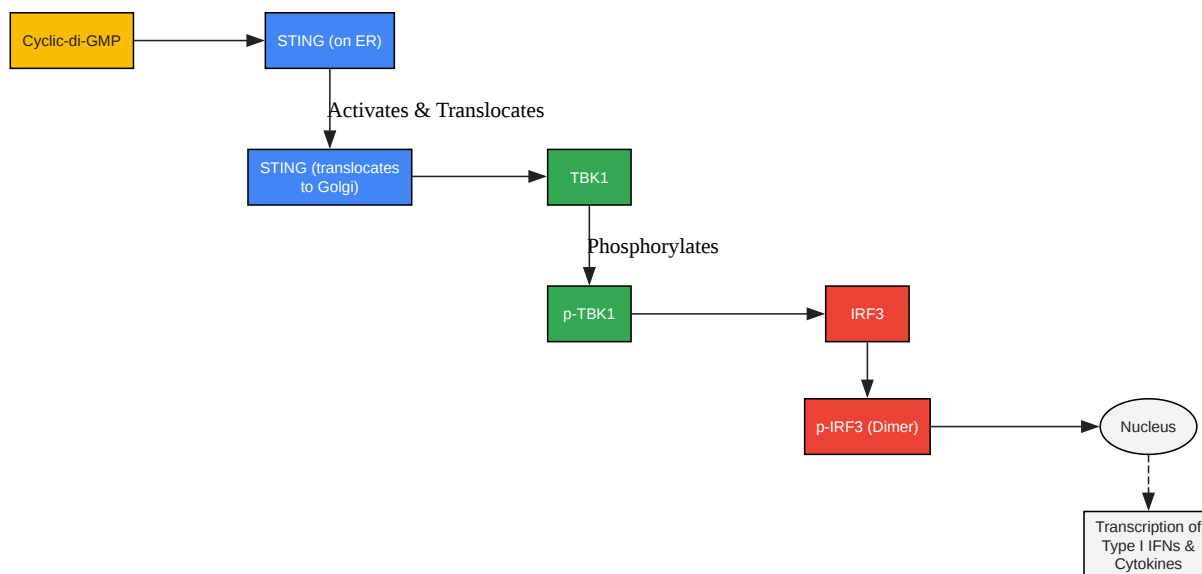 Cyclic-di-GMP
STING (on ER)
Activates & Translocates
STING (translocates
to Golgi)
TBK1
Phosphorylates
p-TBK1
IRF3
p-IRF3 (Dimer)
Nucleus
Transcription of
Type I IFNs &
Cytokines